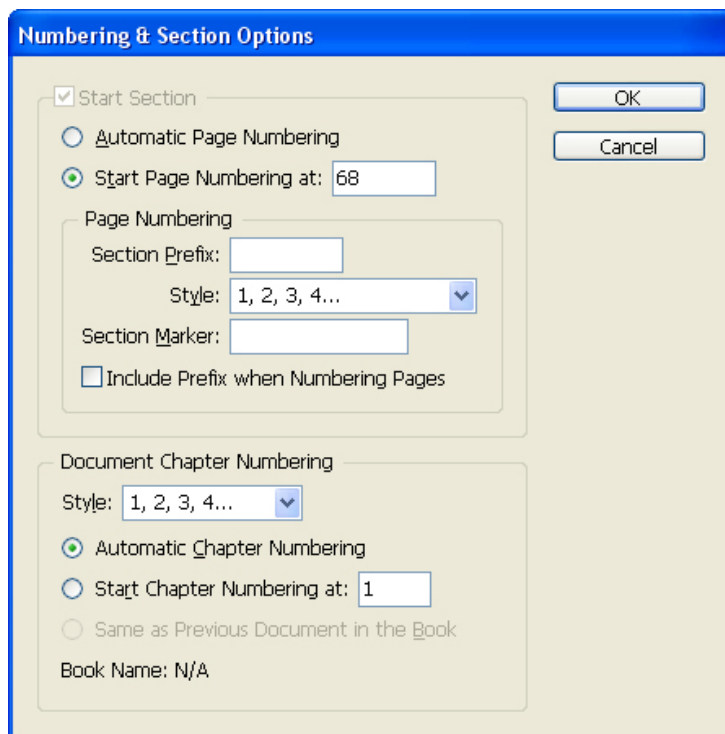 Numbering & Section Options
Start Section
OK
Automatic Page Numbering
Cancel
Start Page Numbering at: 68
Page Numbering
Section Prefix:
Style: 1, 2, 3, 4...
Section Marker:
Include Prefix when Numbering Pages
Document Chapter Numbering
Style: 1, 2, 3, 4...
Automatic Chapter Numbering
Start Chapter Numbering at: 1
Same as Previous Document in the Book
Book Name: N/A